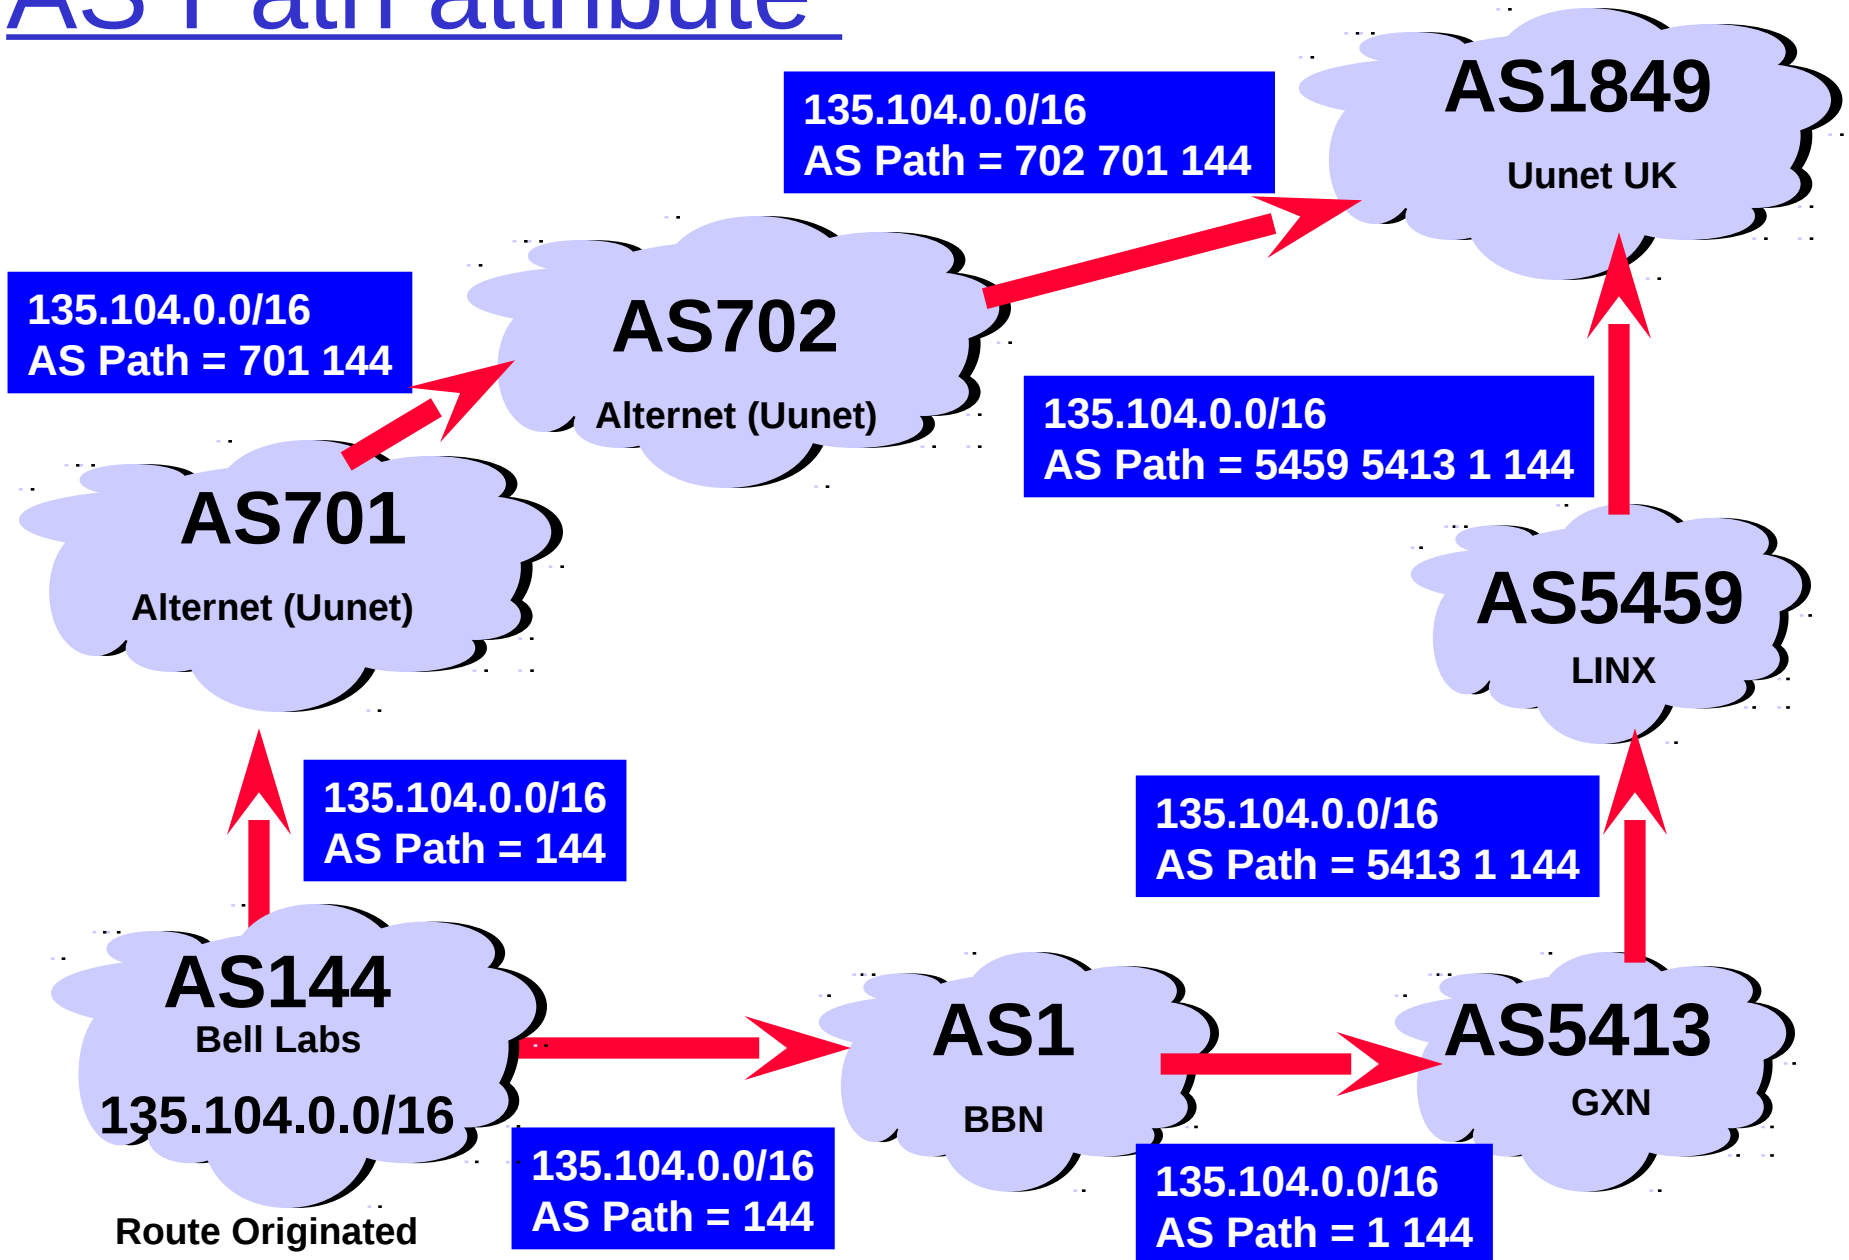 AS Path attribute
135.104.0.0/16
AS Path = 702 701 144
AS1849
Uunet UK
135.104.0.0/16
AS Path = 701 144
AS702
Alternet (Uunet)
135.104.0.0/16
AS Path = 5459 5413 1 144
AS701
Alternet (Uunet)
AS5459
LINX
135.104.0.0/16
AS Path = 144
135.104.0.0/16
AS Path = 5413 1 144
AS144
Bell Labs
135.104.0.0/16
AS1
BBN
AS5413
GXN
135.104.0.0/16
AS Path = 144
135.104.0.0/16
AS Path = 1 144
Route Originated